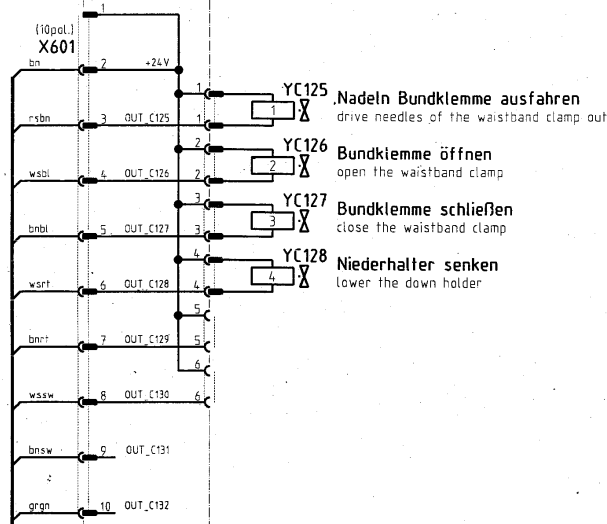 1
(10pol.)
X601
bn 2 +24V
1 YC125 Nadeln Bundklemme ausfahren
1
rsbn 3 OUT_C125 1 drive needles of the waistband clamp out
2 YC126 Bundklemme öffnen
2
wsbl 4 OUT_C126 2 open the waistband clamp
3 YC127 Bundklemme schließen
3
bnbl 5 OUT_C127 3 close the waistband clamp
4 YC128 Niederhalter senken
4
wsrt 6 OUT_C128 4 lower the down holder
5
bnrt 7 OUT_C129 5
6
wssw 8 OUT_C130 6
bnsw 9 OUT_C131
grgn 10 OUT_C132